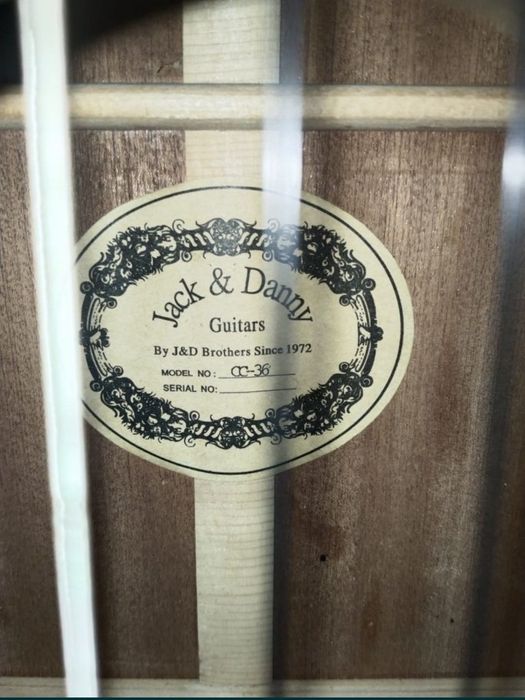 Jack & Danny
Guitars
By J&D Brothers Since 1972
MODEL NO: CC-36
SERIAL NO: